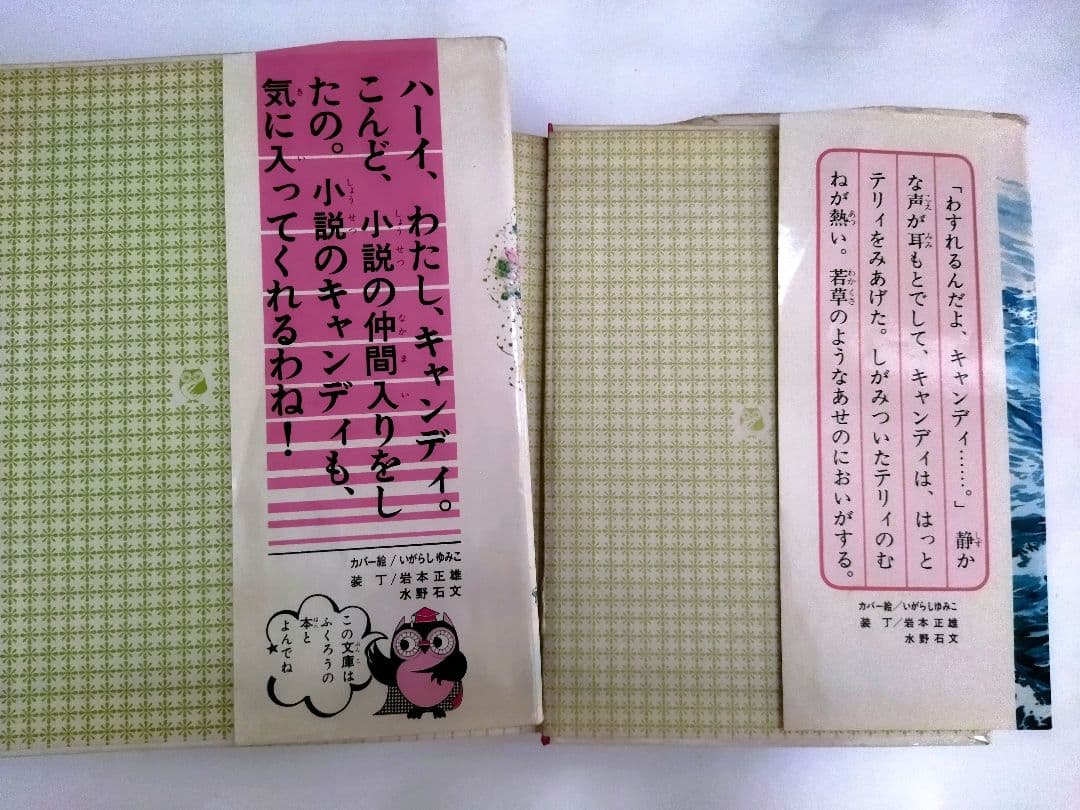 ハーイ、わたし、キャンディ。
こんど、小説の仲間入りをし
たの。小説のキャンディも、
気に入ってくれるわね!
カバー絵/いがらしゆみこ
装丁/岩本正雄
水野石文
この文庫は
ふくろうの
本と
よんでね
「わすれるんだよ、キャンディ……。」 静か
な声が耳もとでして、キャンディは、はっと
テリィをみあげた。しがみついたテリィのむ
ねが熱い。若草のようなあせのにおいがする。
カバー絵/いがらしゆみこ
装丁/岩本正雄
水野石文